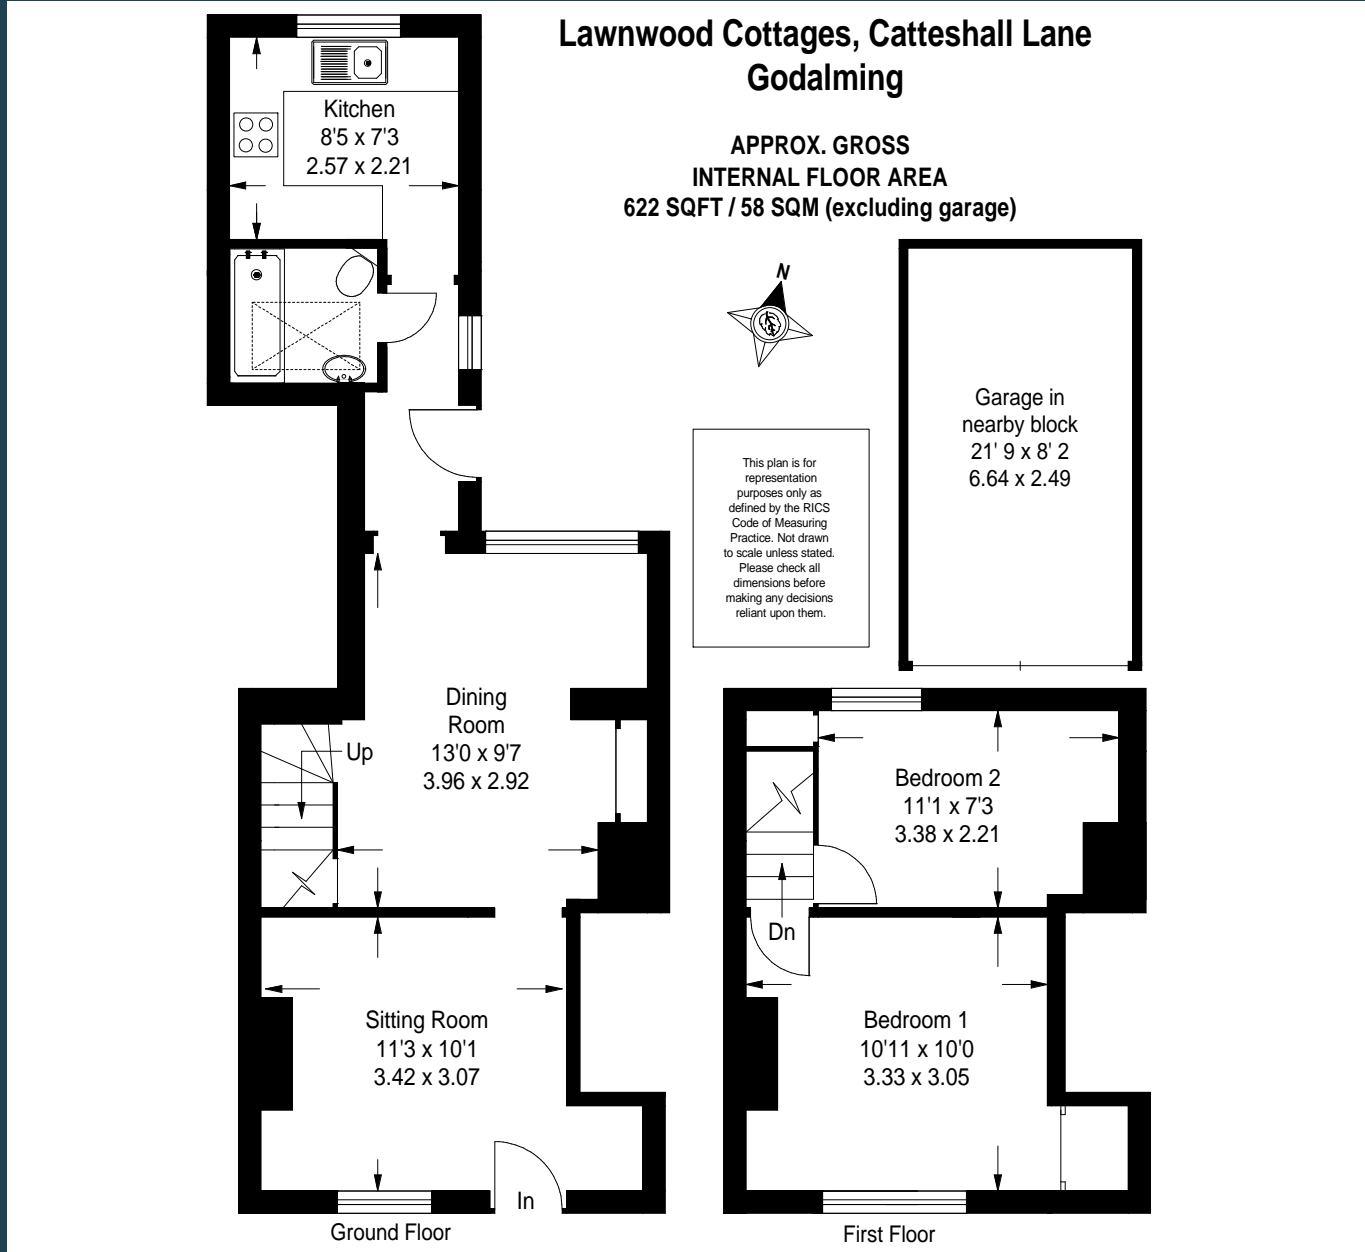 Lawnwood Cottages, Catteshall Lane
Godalming
APPROX. GROSS
INTERNAL FLOOR AREA
622 SQFT / 58 SQM (excluding garage)
Kitchen
8'5 x 7'3
2.57 x 2.21
N
Garage in
nearby block
21' 9 x 8' 2
6.64 x 2.49
This plan is for
representation
purposes only as
defined by the RICS
Code of Measuring
Practice. Not drawn
to scale unless stated.
Please check all
dimensions before
making any decisions
reliant upon them.
Dining
Room
13'0 x 9'7
3.96 x 2.92
Up
Bedroom 2
11'1 x 7'3
3.38 x 2.21
Dn
Sitting Room
11'3 x 10'1
3.42 x 3.07
Bedroom 1
10'11 x 10'0
3.33 x 3.05
In
Ground Floor
First Floor